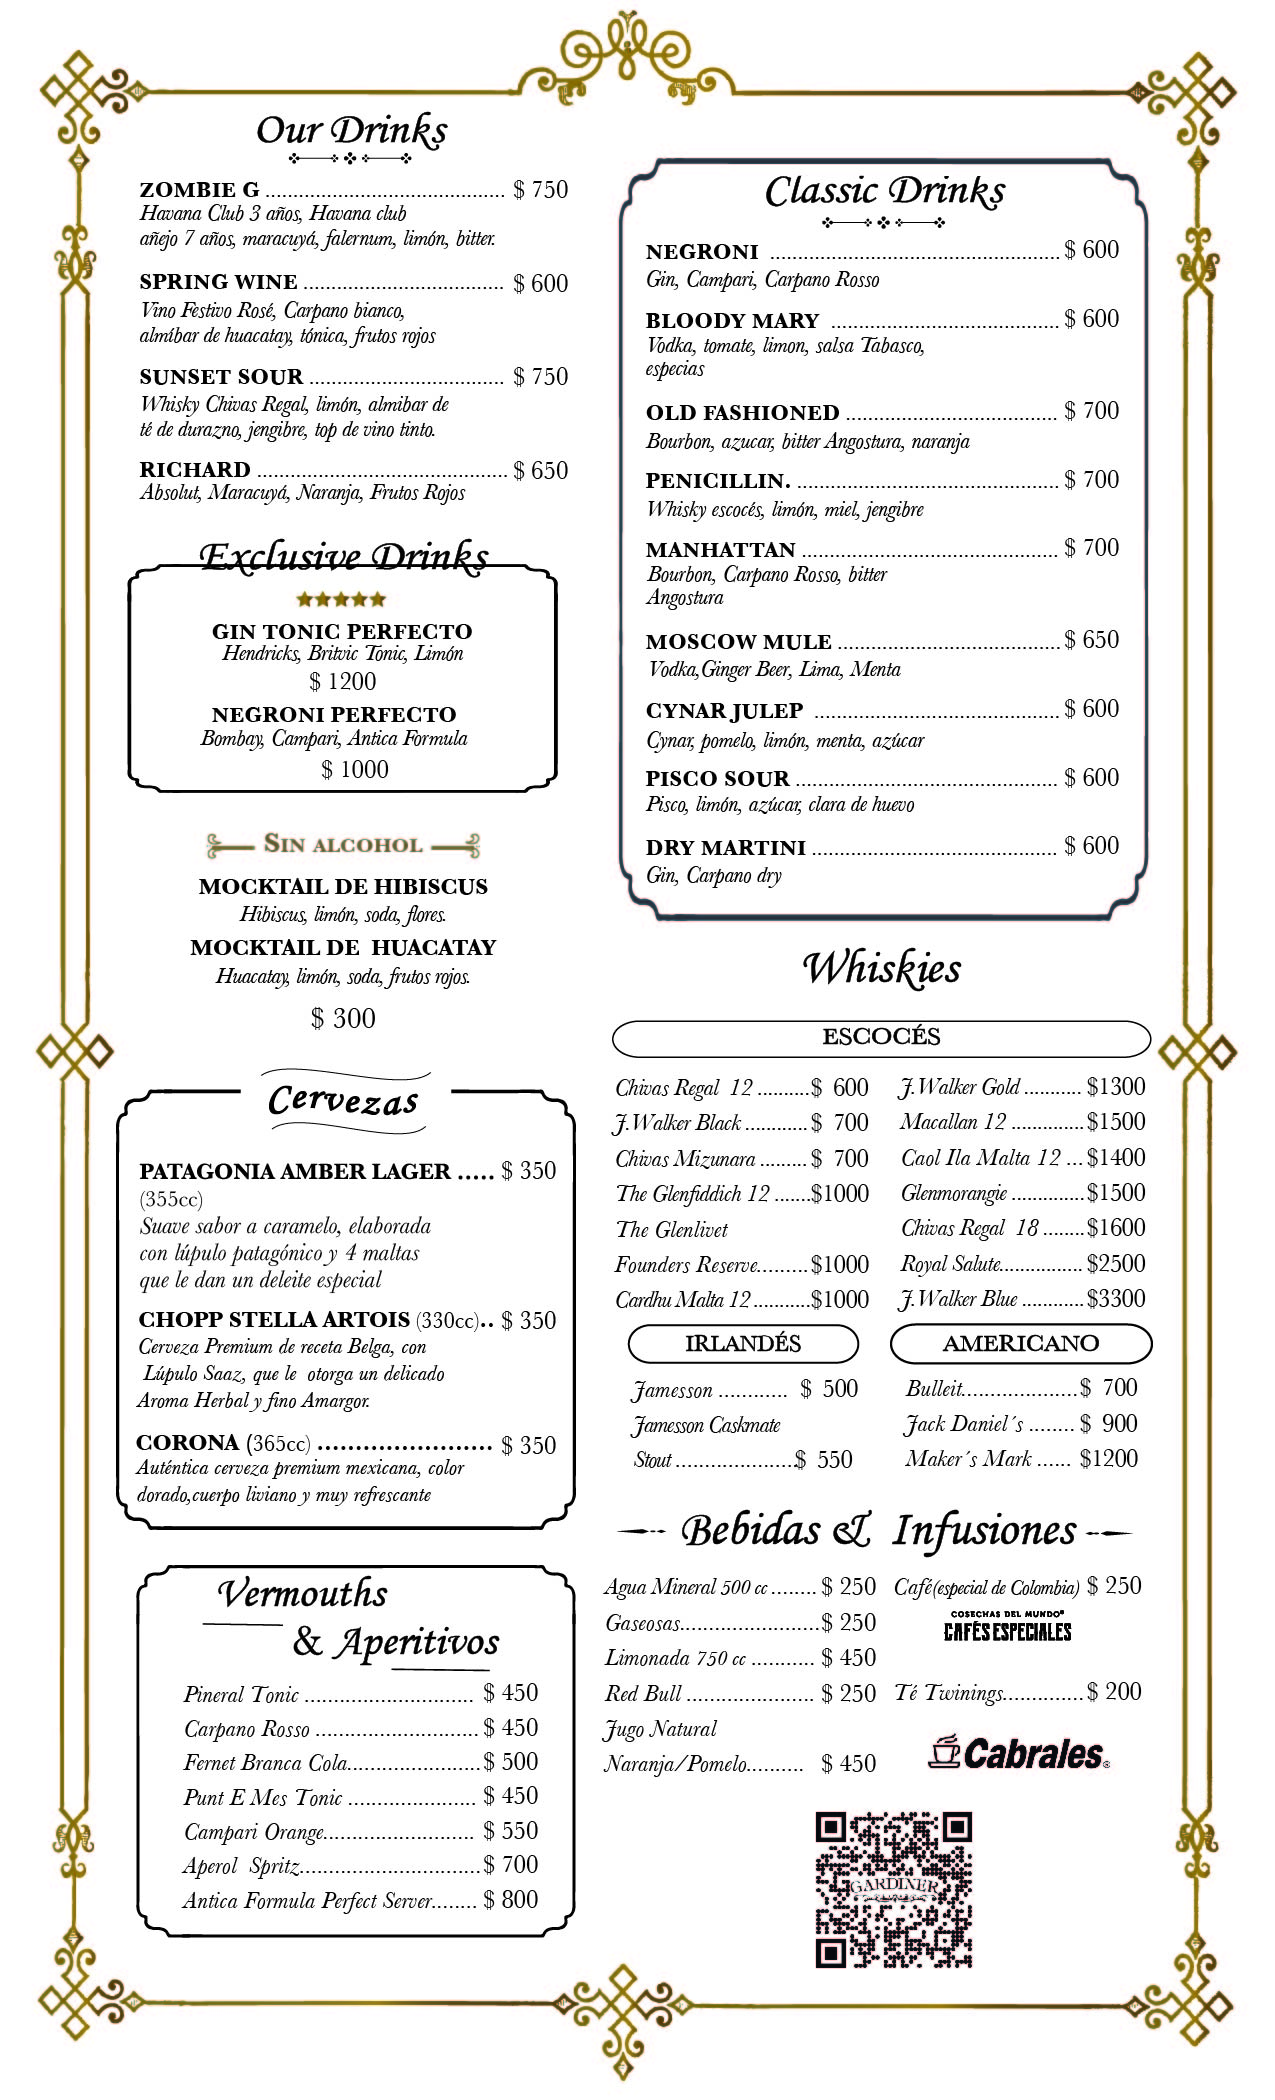 Our Drinks
ZOMBIE G ........................................... $ 750
Havana Club 3 años, Havana club
añejo 7 años, maracuyá, falernum, limón, bitter.
SPRING WINE .................................... $ 600
Vino Festivo Rosé, Carpano bianco,
almíbar de huacatay, tónica, frutos rojos
SUNSET SOUR ................................... $ 750
Whisky Chivas Regal, limón, almibar de
té de durazno, jengibre, top de vino tinto.
RICHARD ............................................. $ 650
Absolut, Maracuyá, Naranja, Frutos Rojos
Exclusive Drinks
GIN TONIC PERFECTO
Hendricks, Britvic Tonic, Limón
$ 1200
NEGRONI PERFECTO
Bombay, Campari, Antica Formula
$ 1000
SIN ALCOHOL
MOCKTAIL DE HIBISCUS
Hibiscus, limón, soda, flores.
MOCKTAIL DE HUACATAY
Huacatay, limón, soda, frutos rojos.
$ 300
Cervezas
PATAGONIA AMBER LAGER ..... $ 350
(355cc)
Suave sabor a caramelo, elaborada
con lúpulo patagónico y 4 maltas
que le dan un deleite especial
CHOPP STELLA ARTOIS (330cc).. $ 350
Cerveza Premium de receta Belga, con
Lúpulo Saaz, que le otorga un delicado
Aroma Herbal y fino Amargor.
CORONA (365cc) ....................... $ 350
Auténtica cerveza premium mexicana, color
dorado,cuerpo liviano y muy refrescante
Vermouths
& Aperitivos
Pineral Tonic ............................. $ 450
Carpano Rosso ............................ $ 450
Fernet Branca Cola....................... $ 500
Punt E Mes Tonic ...................... $ 450
Campari Orange.......................... $ 550
Aperol Spritz............................... $ 700
Antica Formula Perfect Server........ $ 800
Classic Drinks
NEGRONI .................................................... $ 600
Gin, Campari, Carpano Rosso
BLOODY MARY ......................................... $ 600
Vodka, tomate, limon, salsa Tabasco,
especias
OLD FASHIONED ...................................... $ 700
Bourbon, azucar, bitter Angostura, naranja
PENICILLIN. ............................................... $ 700
Whisky escocés, limón, miel, jengibre
MANHATTAN .............................................. $ 700
Bourbon, Carpano Rosso, bitter
Angostura
MOSCOW MULE ........................................ $ 650
Vodka,Ginger Beer, Lima, Menta
CYNAR JULEP ............................................ $ 600
Cynar, pomelo, limón, menta, azúcar
PISCO SOUR ............................................... $ 600
Pisco, limón, azúcar, clara de huevo
DRY MARTINI ............................................ $ 600
Gin, Carpano dry
Whiskies
ESCOCÉS
Chivas Regal 12 .........$ 600
J.Walker Black ............$ 700
Chivas Mizunara .........$ 700
The Glenfiddich 12 .......$1000
The Glenlivet
Founders Reserve.........$1000
Cardhu Malta 12...........$1000
J.Walker Gold ...........$1300
Macallan 12 .............$1500
Caol Ila Malta 12 ...$1400
Glenmorangie .............$1500
Chivas Regal 18 ........$1600
Royal Salute................$2500
J.Walker Blue ............$3300
IRLANDÉS
Jamesson ............ $ 500
Jamesson Caskmate
Stout .....................$ 550
AMERICANO
Bulleit.....................$ 700
Jack Daniel´s ........ $ 900
Maker´s Mark ...... $1200
Bebidas & Infusiones
Agua Mineral 500 cc ........ $ 250
Gaseosas........................$ 250
Limonada 750 cc ........... $ 450
Red Bull ...................... $ 250
Jugo Natural
Naranja/Pomelo.......... $ 450
Café(especial de Colombia) $ 250
COSECHAS DEL MUNDO®
CAFÉS ESPECIALES
Té Twinings..............$ 200
Cabrales®
GARDINER